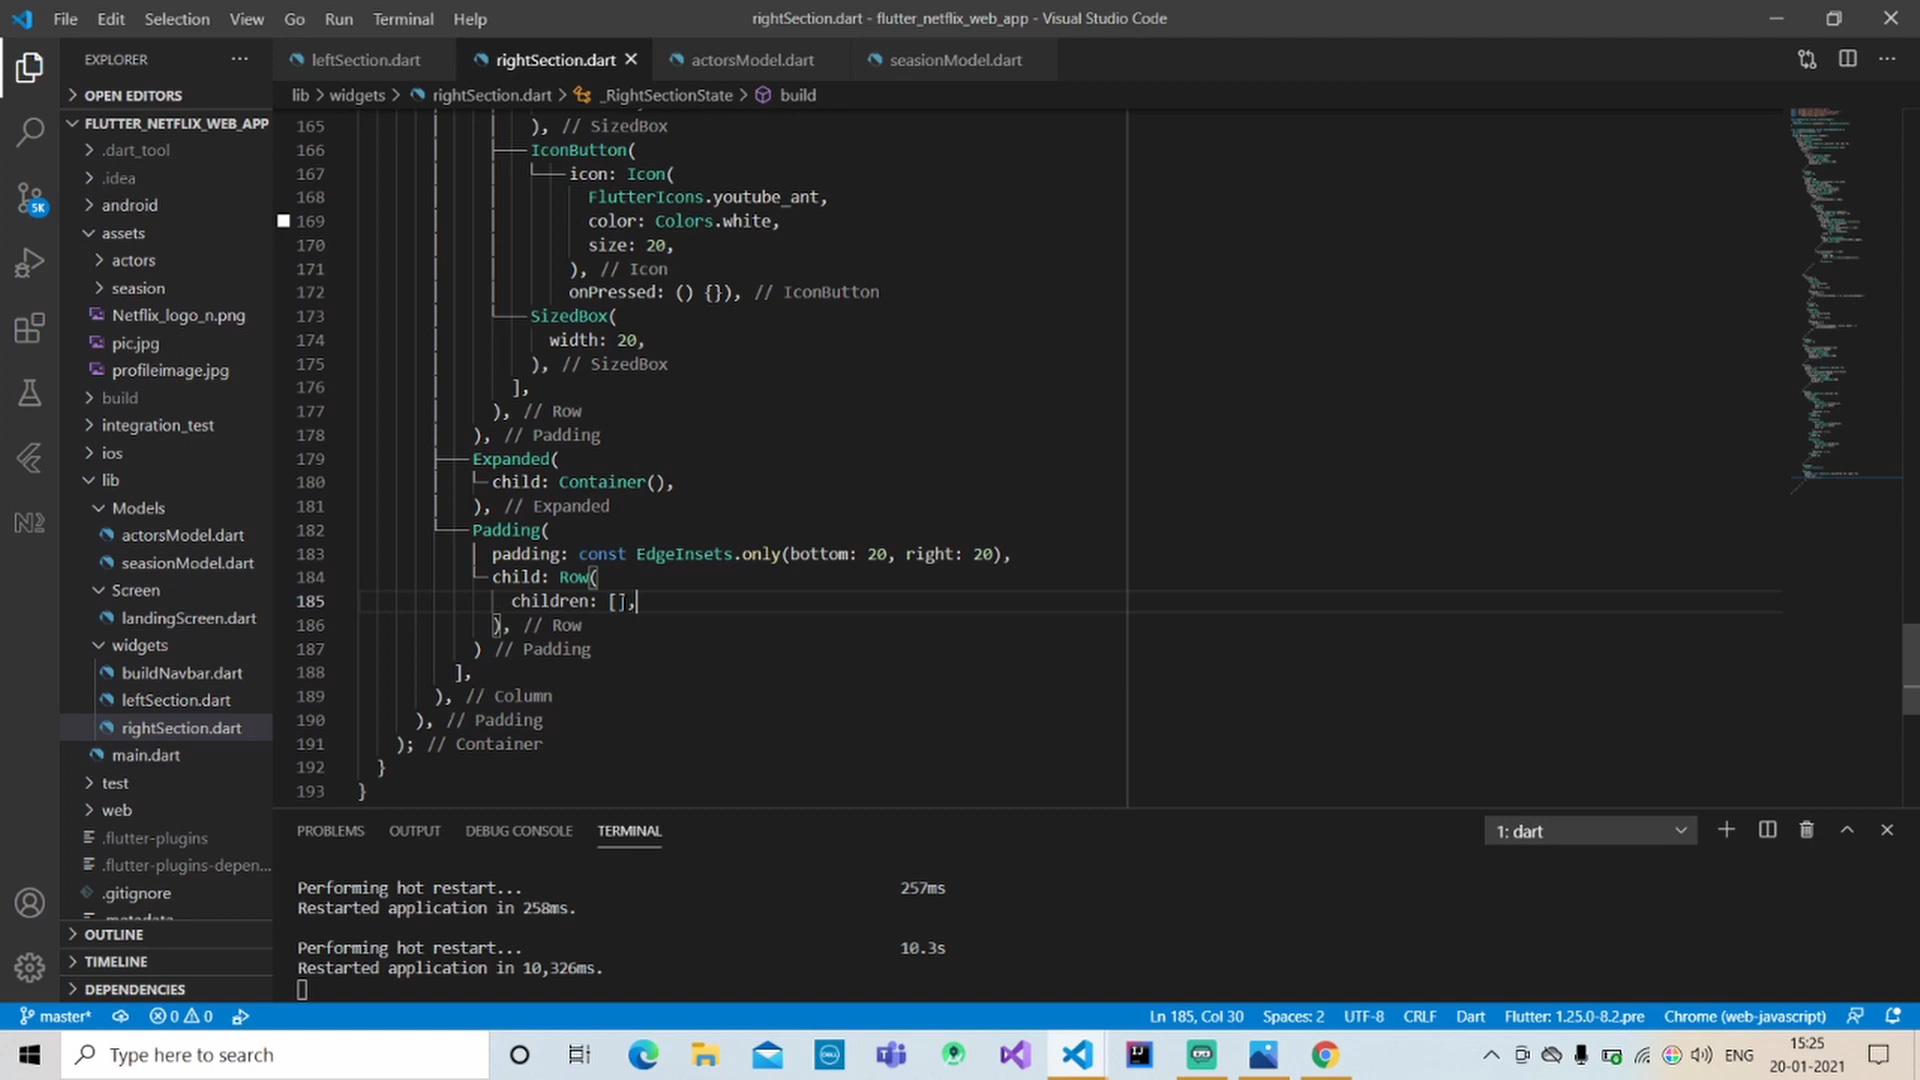 File Edit Selection View Go Run Terminal Help
rightSection.dart - flutter_netflix_web_app - Visual Studio Code
EXPLORER
leftSection.dart
rightSection.dart
actorsModel.dart
seasionModel.dart
OPEN EDITORS
lib > widgets > rightSection.dart > _RightSectionState > build
FLUTTER_NETFLIX_WEB_APP
.dart_tool
.idea
android
assets
actors
seasion
Netflix_logo_n.png
pic.jpg
profileimage.jpg
build
integration_test
ios
lib
Models
actorsModel.dart
seasionModel.dart
Screen
landingScreen.dart
widgets
buildNavbar.dart
leftSection.dart
rightSection.dart
main.dart
test
web
.flutter-plugins
.flutter-plugins-depen...
.gitignore
OUTLINE
TIMELINE
DEPENDENCIES
5K
165 ), // SizedBox
166 IconButton(
167 icon: Icon(
168 FlutterIcons.youtube_ant,
169 color: Colors.white,
170 size: 20,
171 ), // Icon
172 onPressed: () {}), // IconButton
173 SizedBox(
174 width: 20,
175 ), // SizedBox
176 ],
177 ), // Row
178 ), // Padding
179 Expanded(
180 child: Container(),
181 ), // Expanded
182 Padding(
183 padding: const EdgeInsets.only(bottom: 20, right: 20),
184 child: Row(
185 children: [],
186 ), // Row
187 ) // Padding
188 ],
189 ), // Column
190 ), // Padding
191 ); // Container
192 }
193 }
PROBLEMS OUTPUT DEBUG CONSOLE TERMINAL
1: dart
Performing hot restart... 257ms
Restarted application in 258ms.
Performing hot restart... 10.3s
Restarted application in 10,326ms.
master* 0 0
Ln 185, Col 30 Spaces: 2 UTF-8 CRLF Dart Flutter: 1.25.0-8.2.pre Chrome (web-javascript)
Type here to search
DELL
IJ
ENG
15:25
20-01-2021